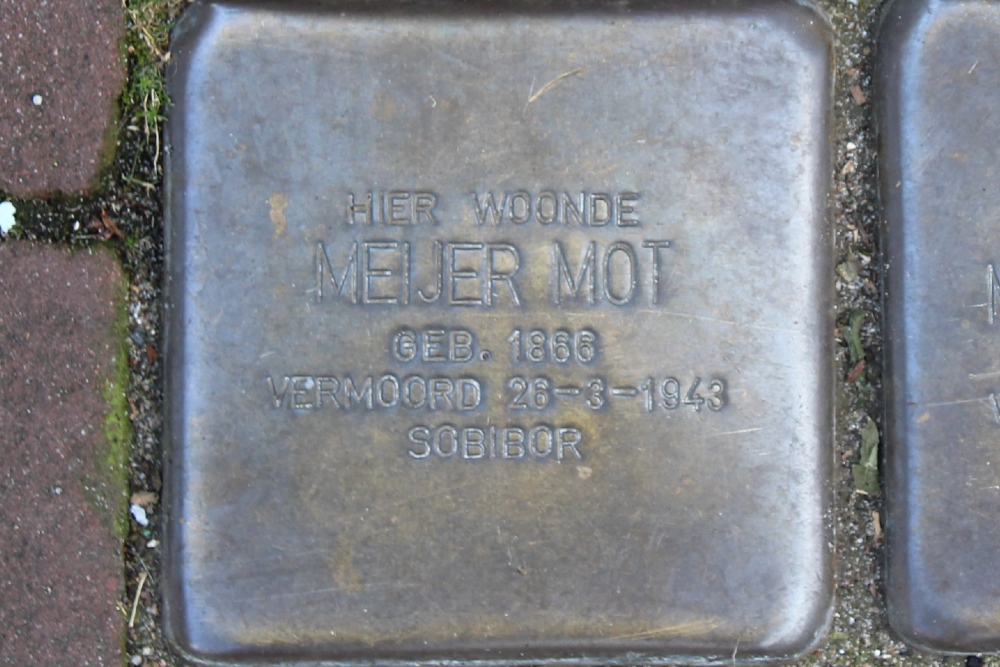 HIER WOONDE
MEIJER MOT
GEB. 1866
VERMOORD 26-3-1943
SOBIBOR